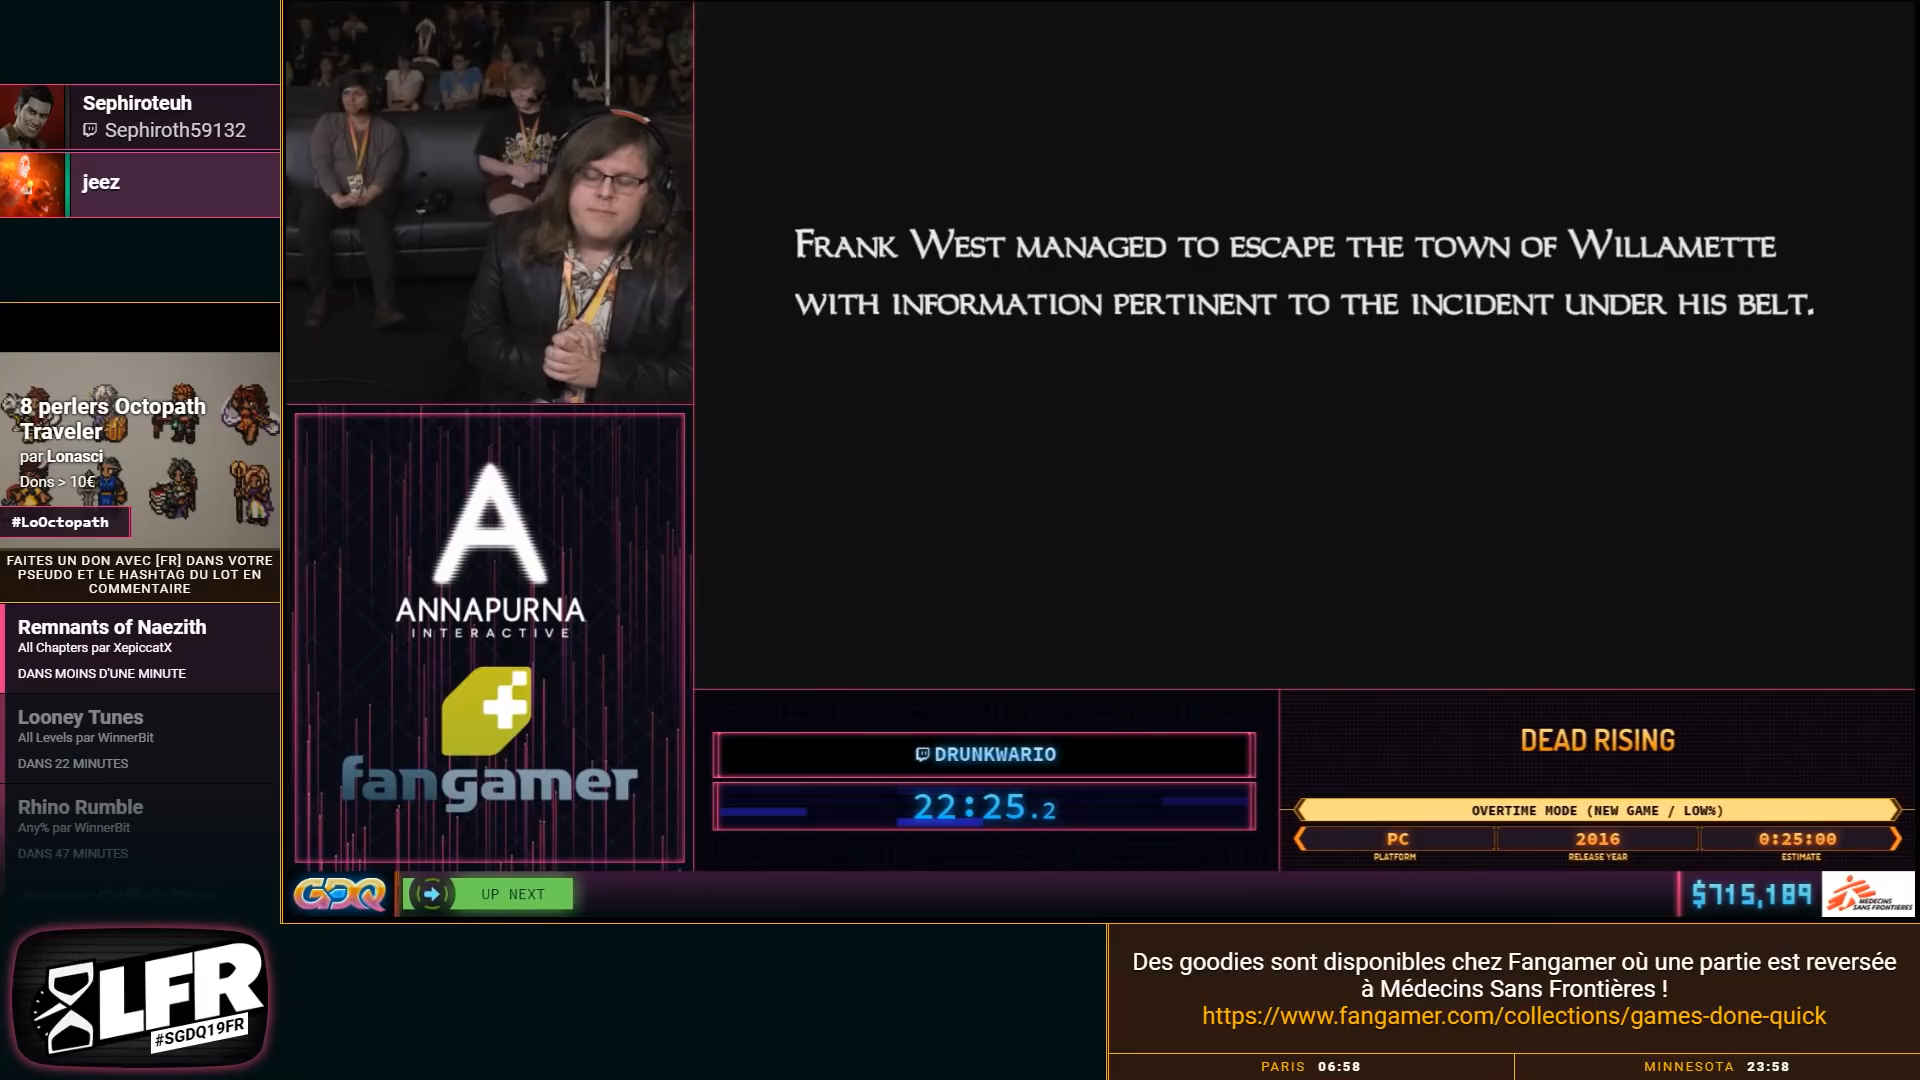 Sephiroteuh
Sephiroth59132
jeez
8 perlers Octopath
Traveler
par Lonasci
Dons > 10€
#LoOctopath
FAITES UN DON AVEC [FR] DANS VOTRE
PSEUDO ET LE HASHTAG DU LOT EN
COMMENTAIRE
Remnants of Naezith
All Chapters par XepiccatX
DANS MOINS D'UNE MINUTE
Looney Tunes
All Levels par WinnerBit
DANS 22 MINUTES
Rhino Rumble
Any% par WinnerBit
DANS 47 MINUTES
LFR
#SGDQ19FR
Frank West managed to escape the town of Willamette
with information pertinent to the incident under his belt.
ANNAPURNA
INTERACTIVE
fangamer
DRUNKWARIO
22:25.2
DEAD RISING
OVERTIME MODE (NEW GAME / LOW%)
PC
PLATFORM
2016
RELEASE YEAR
0:25:00
ESTIMATE
GDQ
UP NEXT
$715,189
MEDECINS
SANS FRONTIERES
Des goodies sont disponibles chez Fangamer où une partie est reversée
à Médecins Sans Frontières !
https://www.fangamer.com/collections/games-done-quick
PARIS 06:58
MINNESOTA 23:58